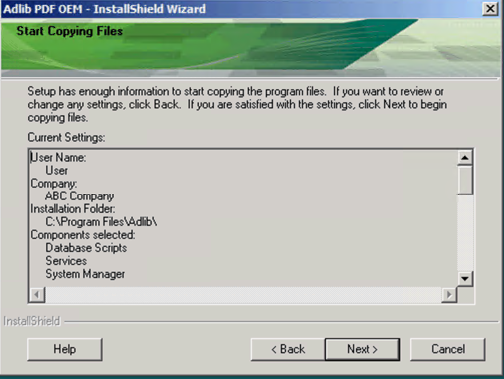 Adlib PDF OEM - InstallShield Wizard
Start Copying Files
Setup has enough information to start copying the program files. If you want to review or
change any settings, click Back. If you are satisfied with the settings, click Next to begin
copying files.
Current Settings:
User Name:
User
Company:
ABC Company
Installation Folder:
C:\Program Files\Adlib\
Components selected:
Database Scripts
Services
System Manager
InstallShield
Help
< Back
Next >
Cancel